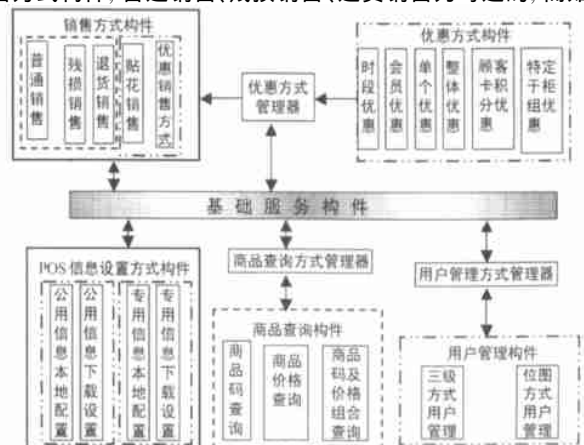 销售方式构件
普通销售
残损销售
退货销售
贴花销售
优惠销售方式
优惠方式管理器
优惠方式构件
时段优惠
会员优惠
单个优惠
整体优惠
顾客卡积分优惠
特定于柜组优惠
基础服务构件
POS 信息设置方式构件
公用信息本地配置
公用信息下载设置
专用信息本地配置
专用信息下载设置
商品查询方式管理器
商品查询构件
商品码查询
商品价格查询
商品码及价格组合查询
用户管理方式管理器
用户管理构件
三级方式用户管理
位图方式用户管理